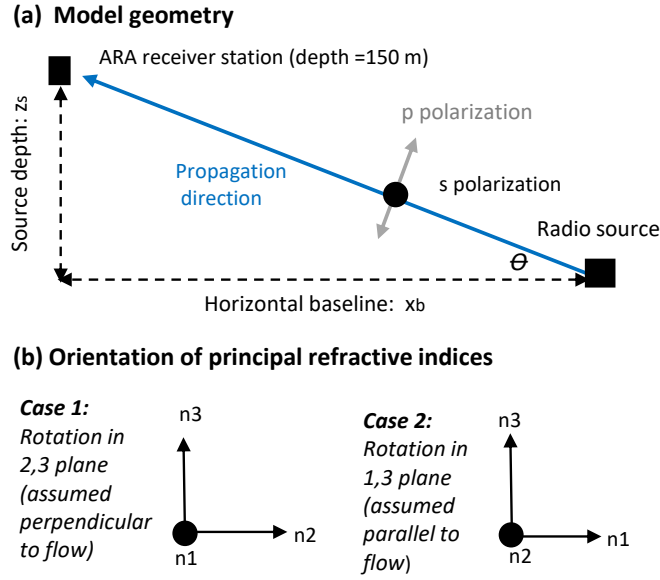 (a) Model geometry
ARA receiver station (depth =150 m)
Source depth: zs
p polarization
Propagation
direction
s polarization
Radio source
Θ
Horizontal baseline: xb
(b) Orientation of principal refractive indices
Case 1:
Rotation in
2,3 plane
(assumed
perpendicular
to flow)
n3
n2
n1
Case 2:
Rotation in
1,3 plane
(assumed
parallel to
flow)
n3
n1
n2